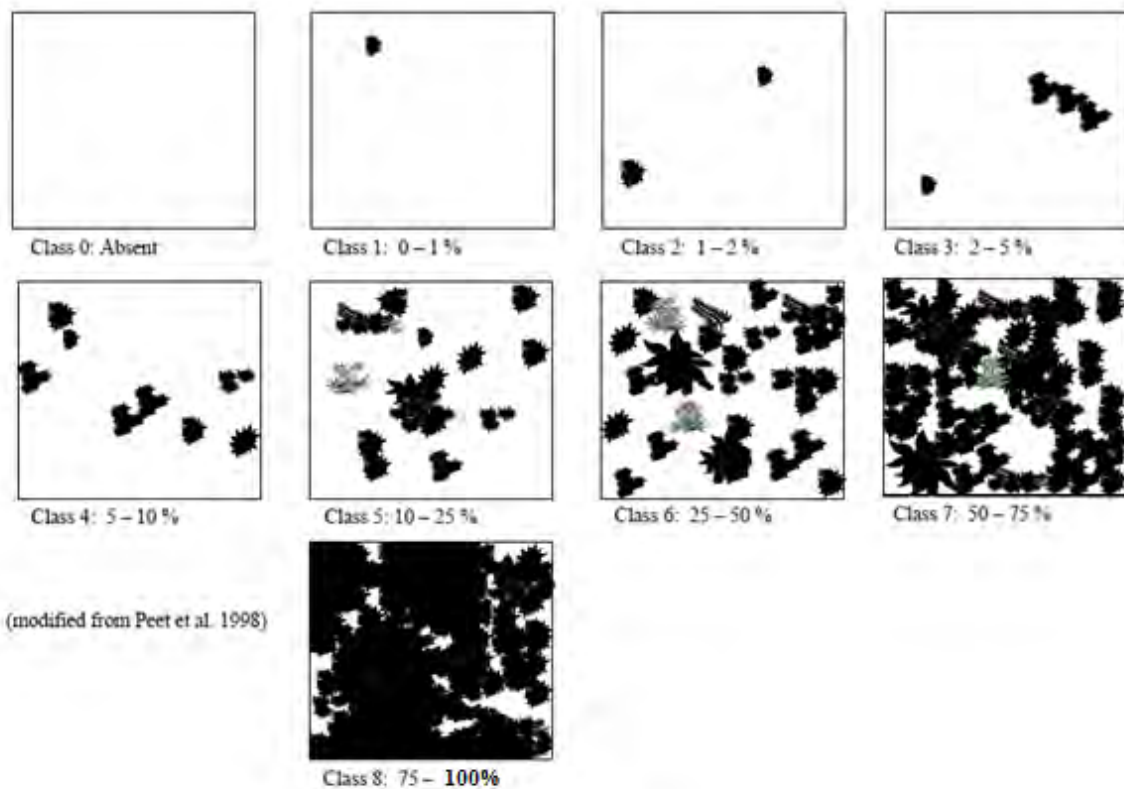 Class 0: Absent
Class 1: 0 – 1 %
Class 2: 1 – 2 %
Class 3: 2 – 5 %
Class 4: 5 – 10 %
Class 5: 10 – 25 %
Class 6: 25 – 50 %
Class 7: 50 – 75 %
(modified from Peet et al. 1998)
Class 8: 75 – 100%